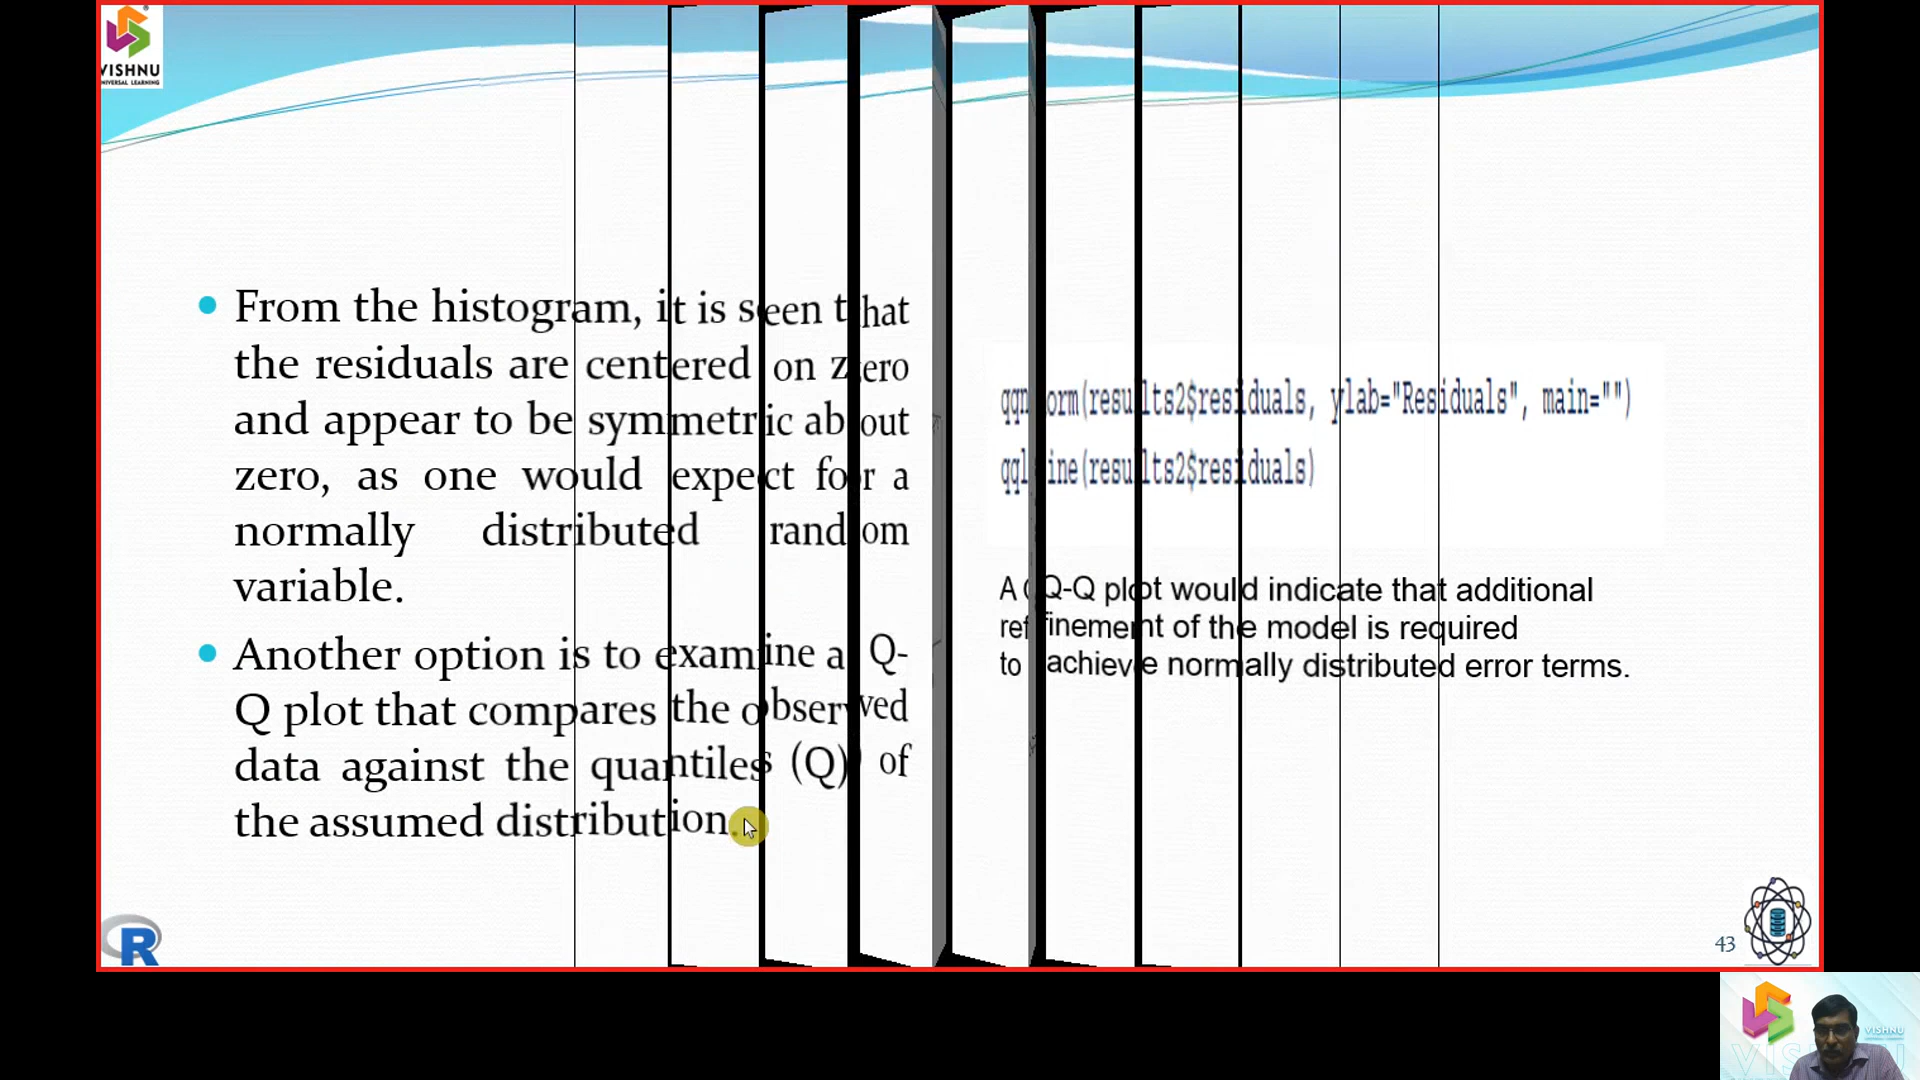 VISHNU
UNIVERSAL LEARNING
From the histogram, it is seen that
the residuals are centered on zero
and appear to be symmetric about
zero, as one would expect for a
normally distributed random
variable.
Another option is to examine a Q-
Q plot that compares the observed
data against the quantiles (Q) of
the assumed distribution.
qqnorm(results2$residuals, ylab="Residuals", main="")
qqline(results2$residuals)
A Q-Q plot would indicate that additional
refinement of the model is required
to achieve normally distributed error terms.
R
43
VISHNU